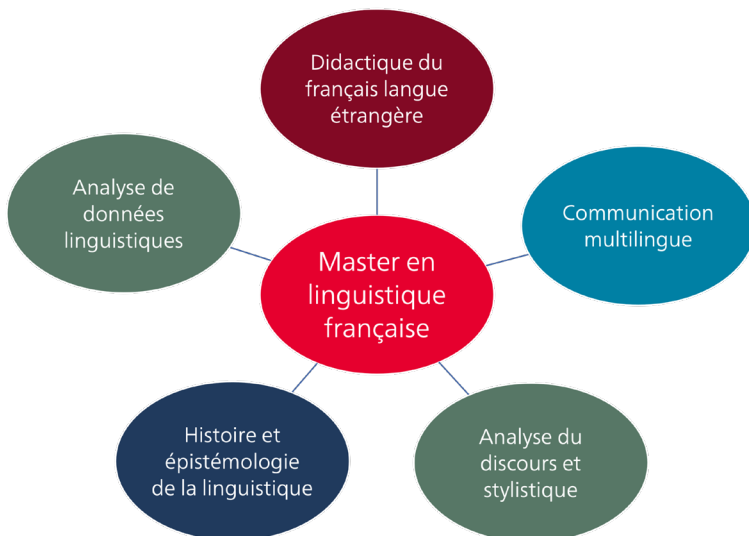 Didactique du
français langue
étrangère
Analyse de
données
linguistiques
Communication
multilingue
Master en
linguistique
française
Histoire et
épistémologie
de la linguistique
Analyse du
discours et
stylistique